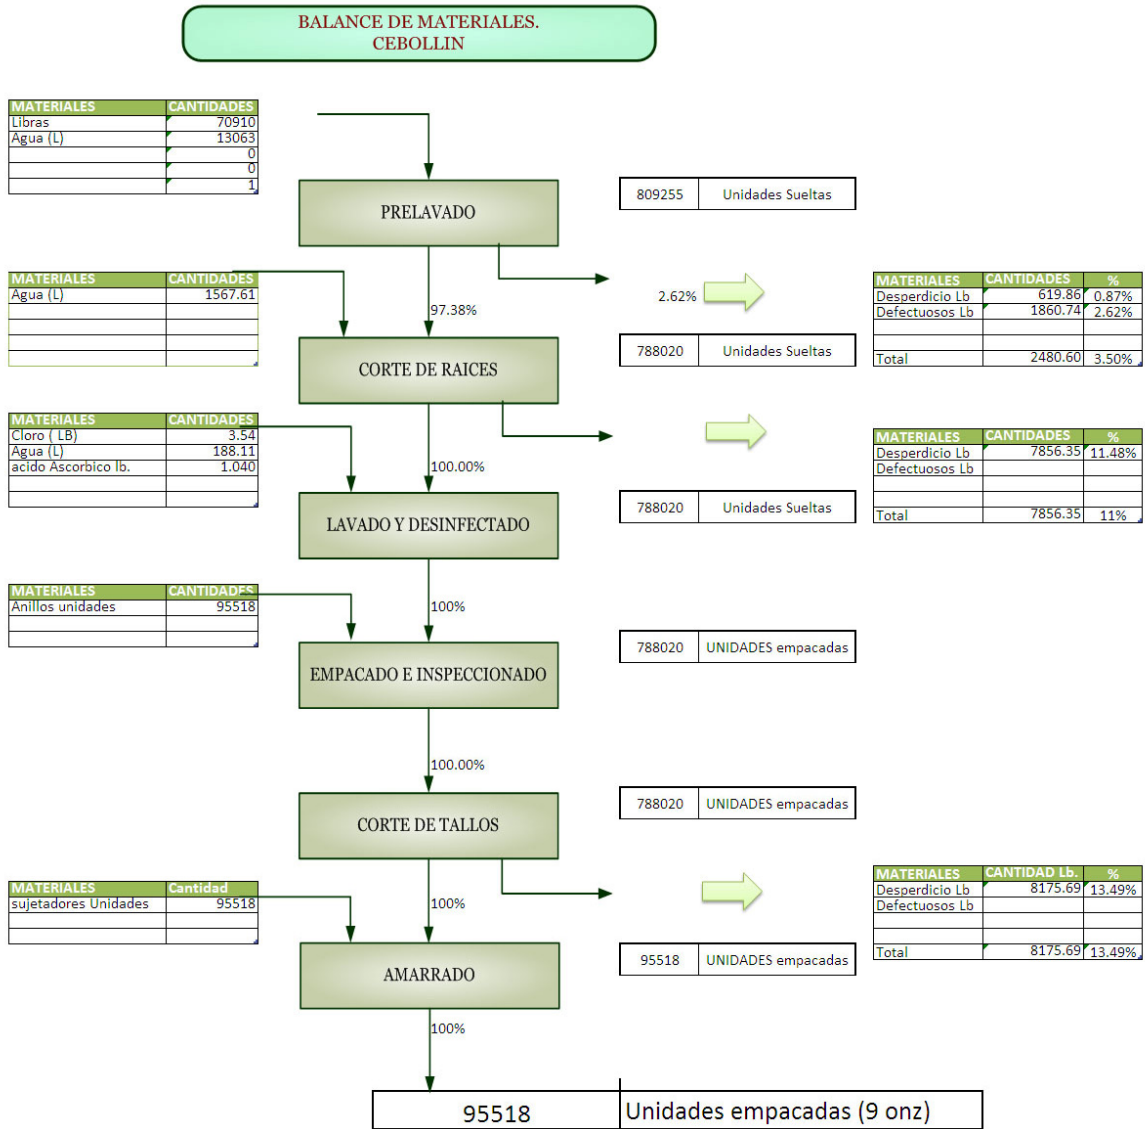 BALANCE DE MATERIALES.
CEBOLLIN
MATERIALES CANTIDADES
Libras 70910
Agua (L) 13063
0
0
1
PRELAVADO
809255 Unidades Sueltas
MATERIALES CANTIDADES
Agua (L) 1567.61
97.38%
2.62%
MATERIALES CANTIDADES %
Desperdicio Lb 619.86 0.87%
Defectuosos Lb 1860.74 2.62%
Total 2480.60 3.50%
CORTE DE RAICES
788020 Unidades Sueltas
MATERIALES CANTIDADES
Cloro ( LB) 3.54
Agua (L) 188.11
acido Ascorbico lb. 1.040
100.00%
MATERIALES CANTIDADES %
Desperdicio Lb 7856.35 11.48%
Defectuosos Lb
Total 7856.35 11%
LAVADO Y DESINFECTADO
788020 Unidades Sueltas
MATERIALES CANTIDADES
Anillos unidades 95518
100%
EMPACADO E INSPECCIONADO
788020 UNIDADES empacadas
100.00%
CORTE DE TALLOS
788020 UNIDADES empacadas
MATERIALES Cantidad
sujetadores Unidades 95518
100%
MATERIALES CANTIDAD Lb. %
Desperdicio Lb 8175.69 13.49%
Defectuosos Lb
Total 8175.69 13.49%
AMARRADO
95518 UNIDADES empacadas
100%
95518 Unidades empacadas (9 onz)